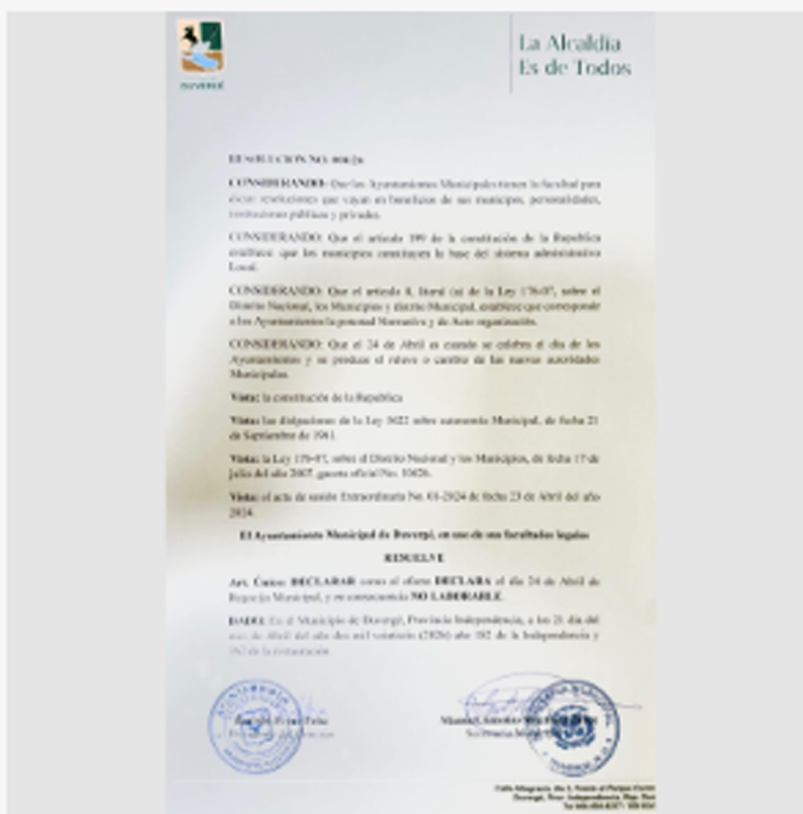 DUVERGÉ
La Alcaldía
Es de Todos
RESOLUCION NO.
CONSIDERANDO: Que los Ayuntamientos Municipales tienen la facultad para
dictar resoluciones que vayan en beneficios de sus municipios, personalidades,
instituciones públicas y privadas.
CONSIDERANDO: Que el artículo 199 de la constitución de la Republica
establece que los municipios constituyen la base del sistema administrativo
Local.
CONSIDERANDO: Que el artículo 8, literal (a) de la Ley 176-07, sobre el
Distrito Nacional, los Municipios y distrito Municipal, establece que corresponde
a los Ayuntamientos la potestad Normativa y de Auto organización.
CONSIDERANDO: Que el 24 de Abril es cuando se celebra el día de los
Ayuntamientos y se produce el relevo o cambio de las nuevas autoridades
Municipales.
Vista: la constitución de la Republica
Vista: las disposiciones de la Ley 5622 sobre autonomía Municipal, de fecha 21
de Septiembre de 1961.
Vista: la Ley 176-07, sobre el Distrito Nacional y los Municipios, de fecha 17 de
julio del año 2007, gaceta oficial No.
Vista: el acta de sesión Extraordinaria No. 01-2024 de fecha 23 de Abril del año
2024.
El Ayuntamiento Municipal de Duvergé, en uso de sus facultades legales
RESUELVE
Art. Único: DECLARAR como al efecto DECLARA el día 24 de Abril de
Regocijo Municipal, y en consecuencia NO LABORABLE.
DADO: En el Municipio de Duvergé, Provincia Independencia, a los 21 día del
mes de Abril del año dos mil (2026) año 182 de la Independencia y
162 de la restauración